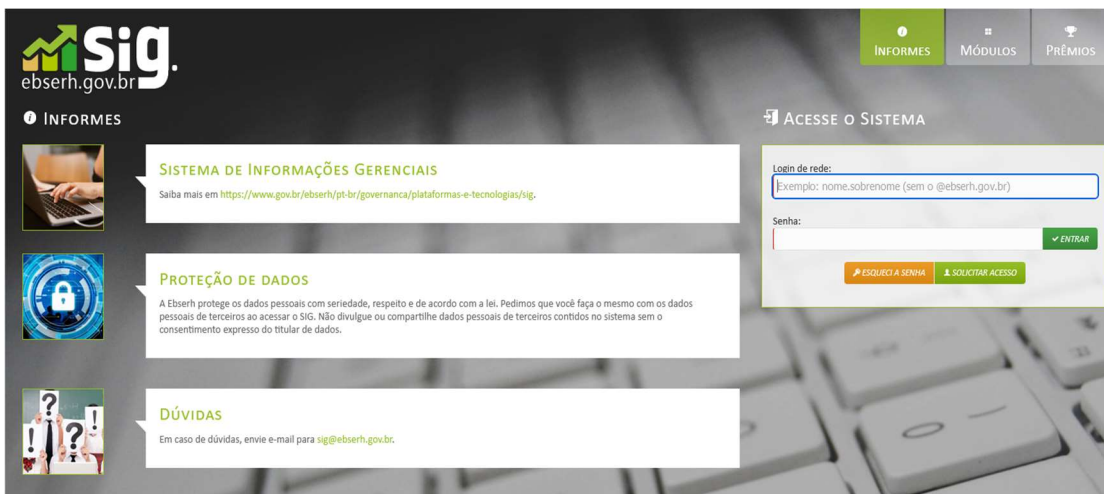 Sig.
ebserh.gov.br
INFORMES
MÓDULOS
PRÊMIOS
INFORMES
SISTEMA DE INFORMAÇÕES GERENCIAIS
Saiba mais em https://www.gov.br/ebserh/pt-br/governanca/plataformas-e-tecnologias/sig.
PROTEÇÃO DE DADOS
A Ebserh protege os dados pessoais com seriedade, respeito e de acordo com a lei. Pedimos que você faça o mesmo com os dados
pessoais de terceiros ao acessar o SIG. Não divulgue ou compartilhe dados pessoais de terceiros contidos no sistema sem o
consentimento expresso do titular de dados.
DÚVIDAS
Em caso de dúvidas, envie e-mail para sig@ebserh.gov.br.
ACESSE O SISTEMA
Login de rede:
Exemplo: nome.sobrenome (sem o @ebserh.gov.br)
Senha:
ENTRAR
ESQUECI A SENHA
SOLICITAR ACESSO